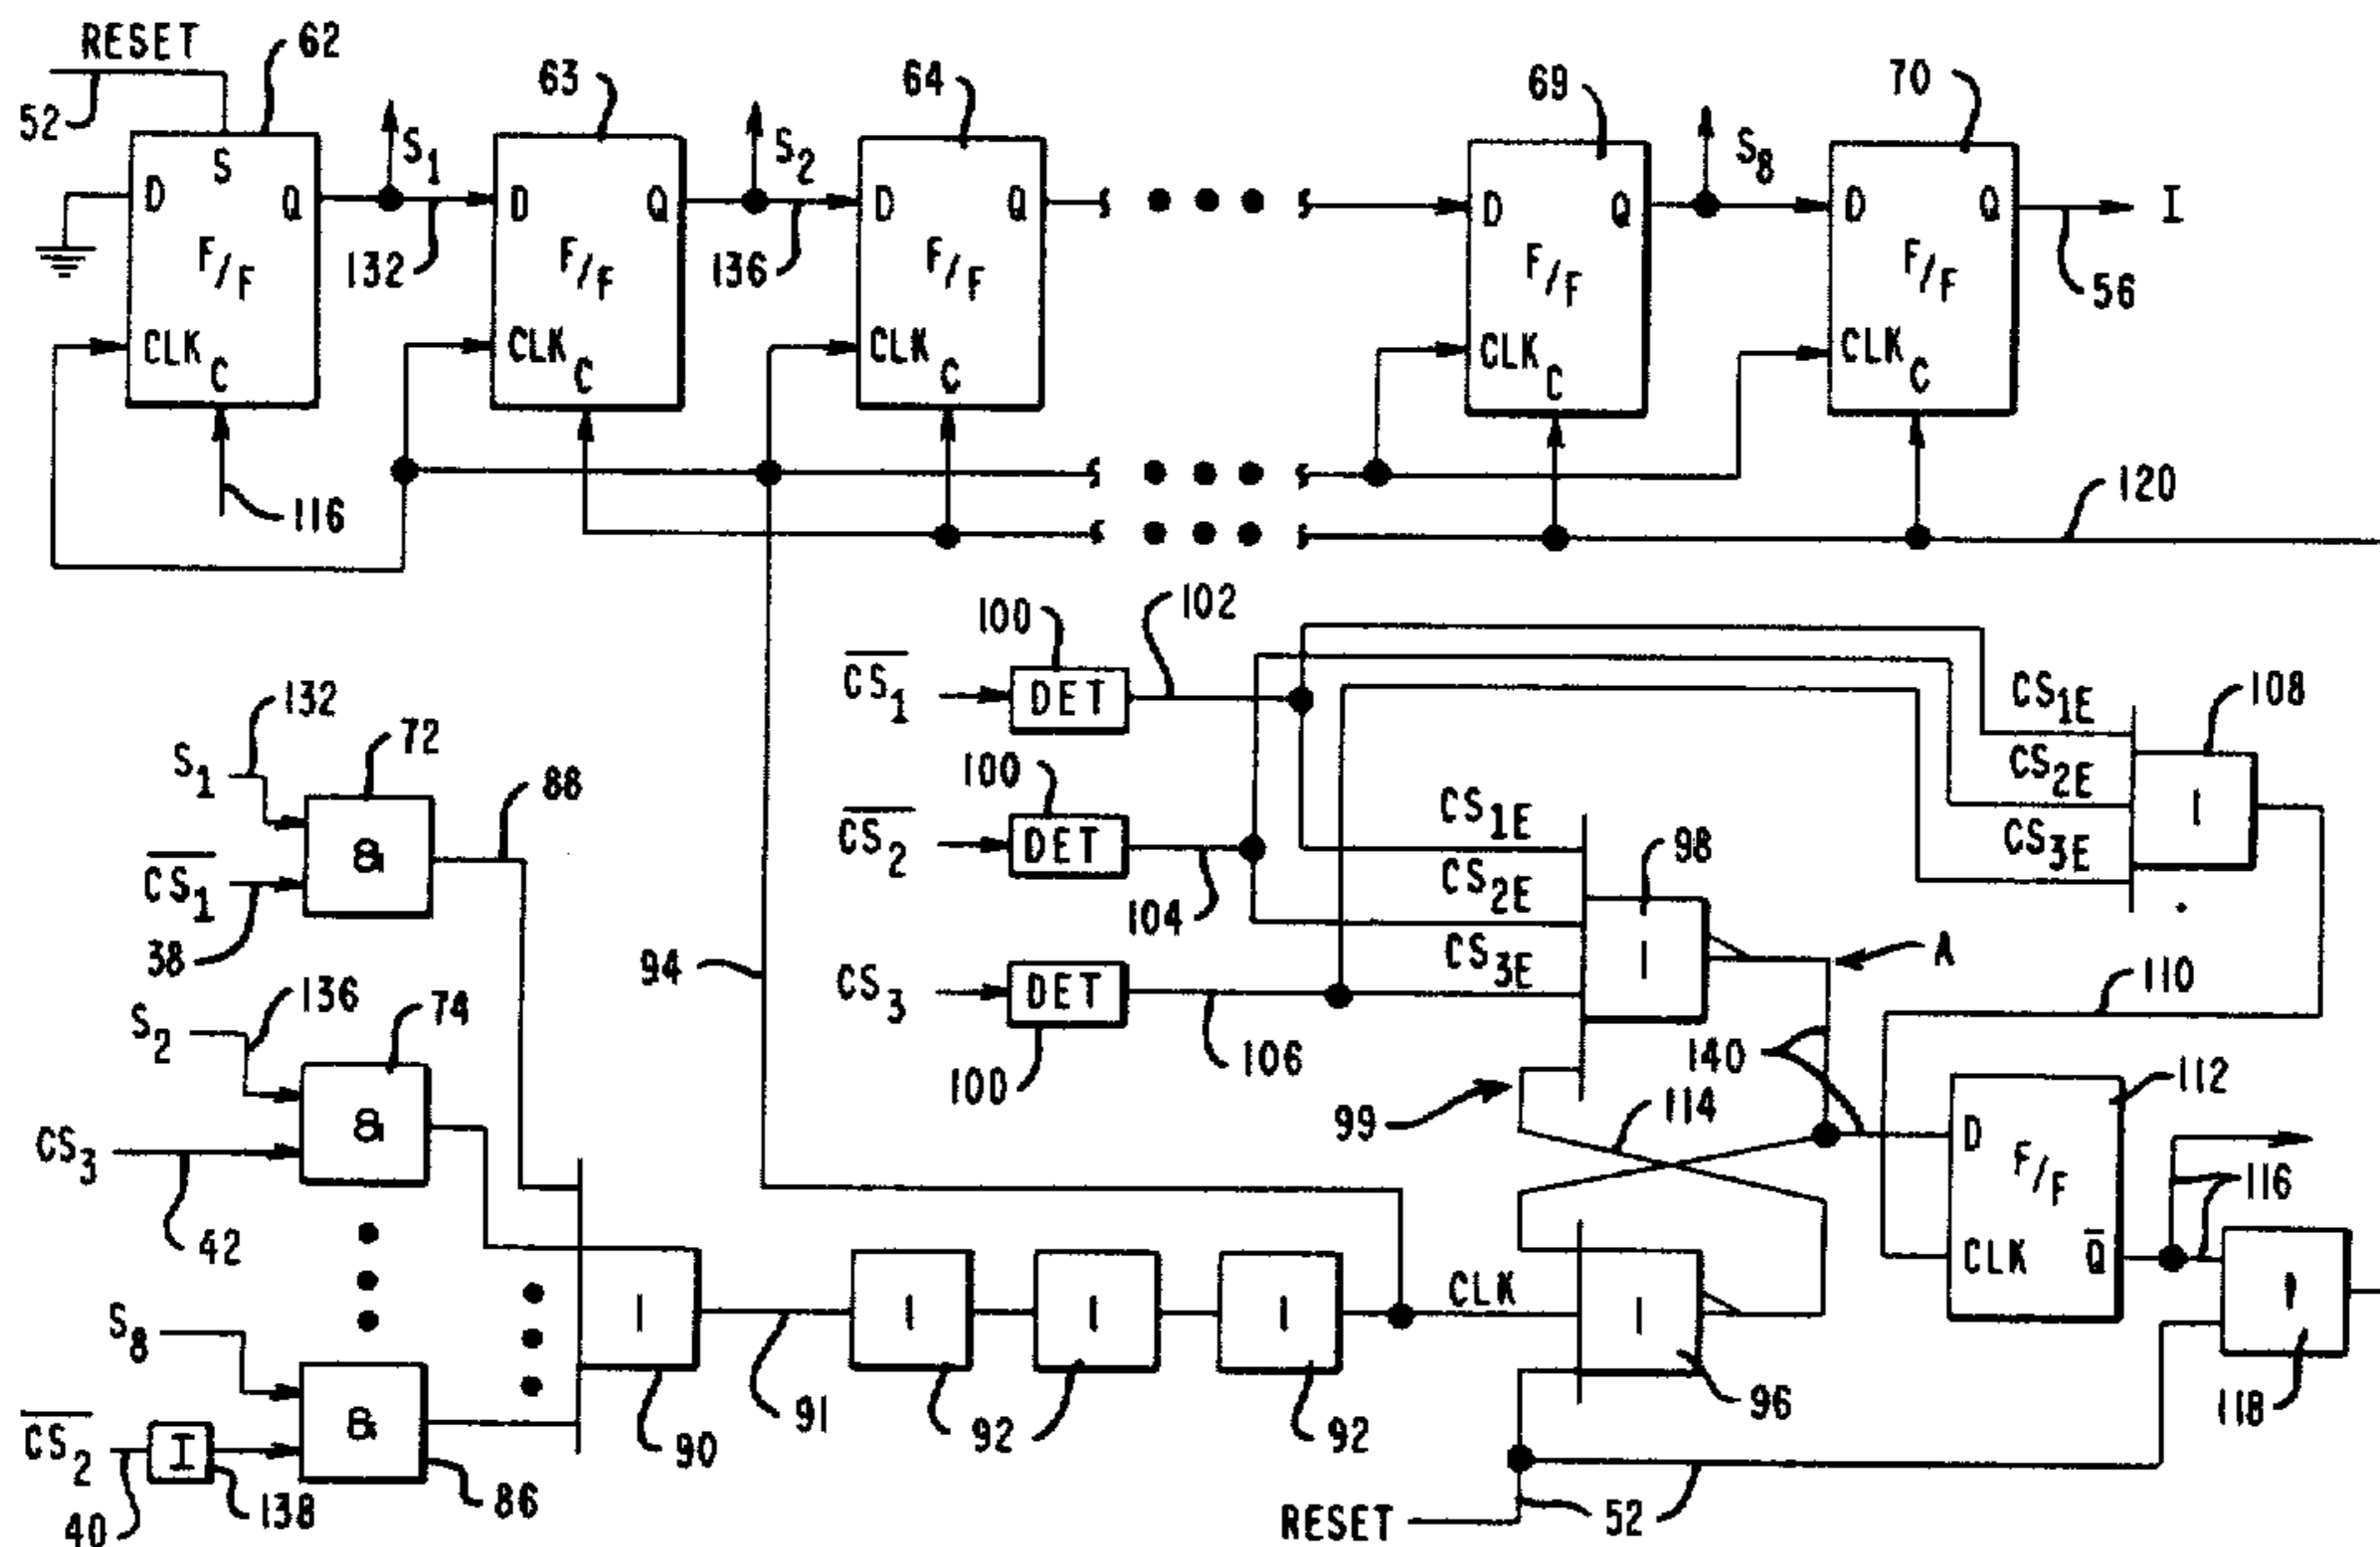 RESET
62
63
64
69
70
52
S
S1
S2
S8
D
Q
D
Q
D
Q
D
Q
D
Q
I
F/F
132
F/F
136
F/F
F/F
F/F
56
CLK
C
CLK
C
CLK
C
CLK
C
CLK
C
116
120
100
102
CS1
DET
132
72
88
S1
CS1
&
38
100
CS2
DET
104
CS1E
CS2E
CS3E
108
I
CS1E
CS2E
CS3E
98
I
A
94
CS3
DET
100
106
110
136
74
S2
CS3
&
42
99
140
114
112
D
F/F
CLK
Q
116
S8
CS2
I
&
40
138
86
I
90
91
I
I
I
92
92
CLK
I
96
118
RESET
52